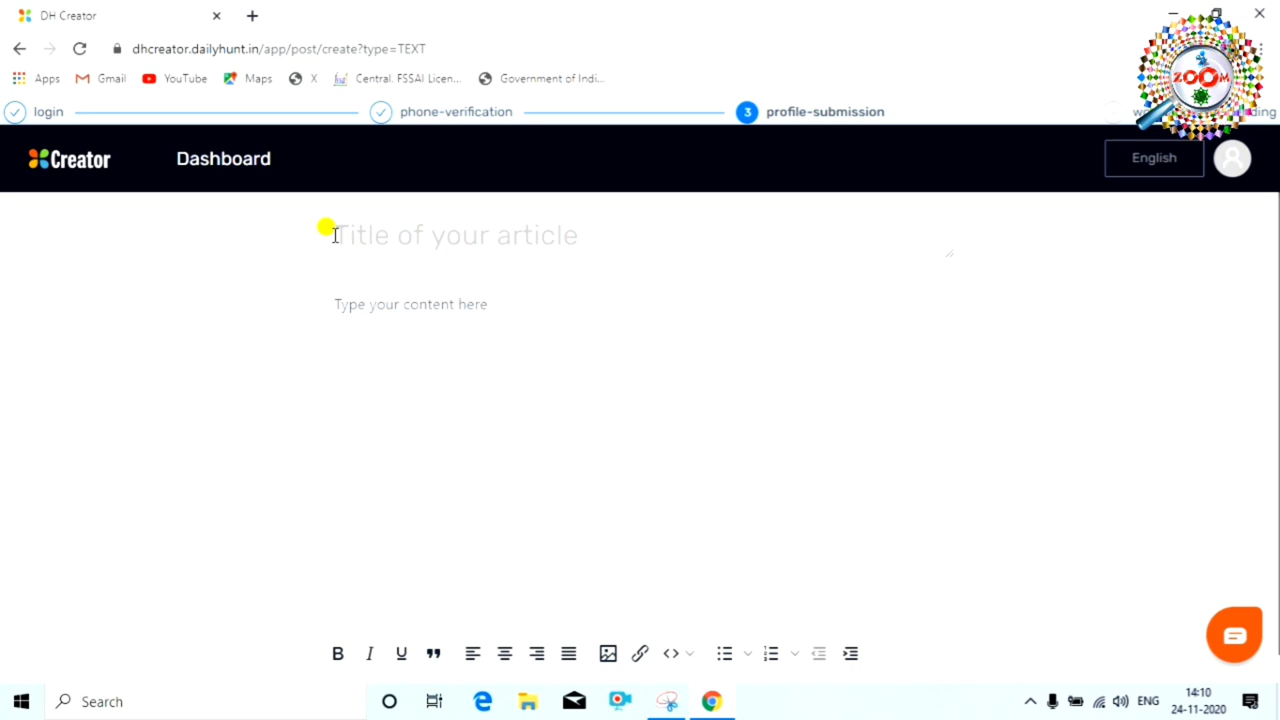 DH Creator
dhcreator.dailyhunt.in/app/post/create?type=TEXT
Apps Gmail YouTube Maps X Central. FSSAI Licen... Government of Indi...
login phone-verification 3 profile-submission
ZOOM
Creator Dashboard English
Title of your article
Type your content here
B I U
Search ENG 14:10
24-11-2020